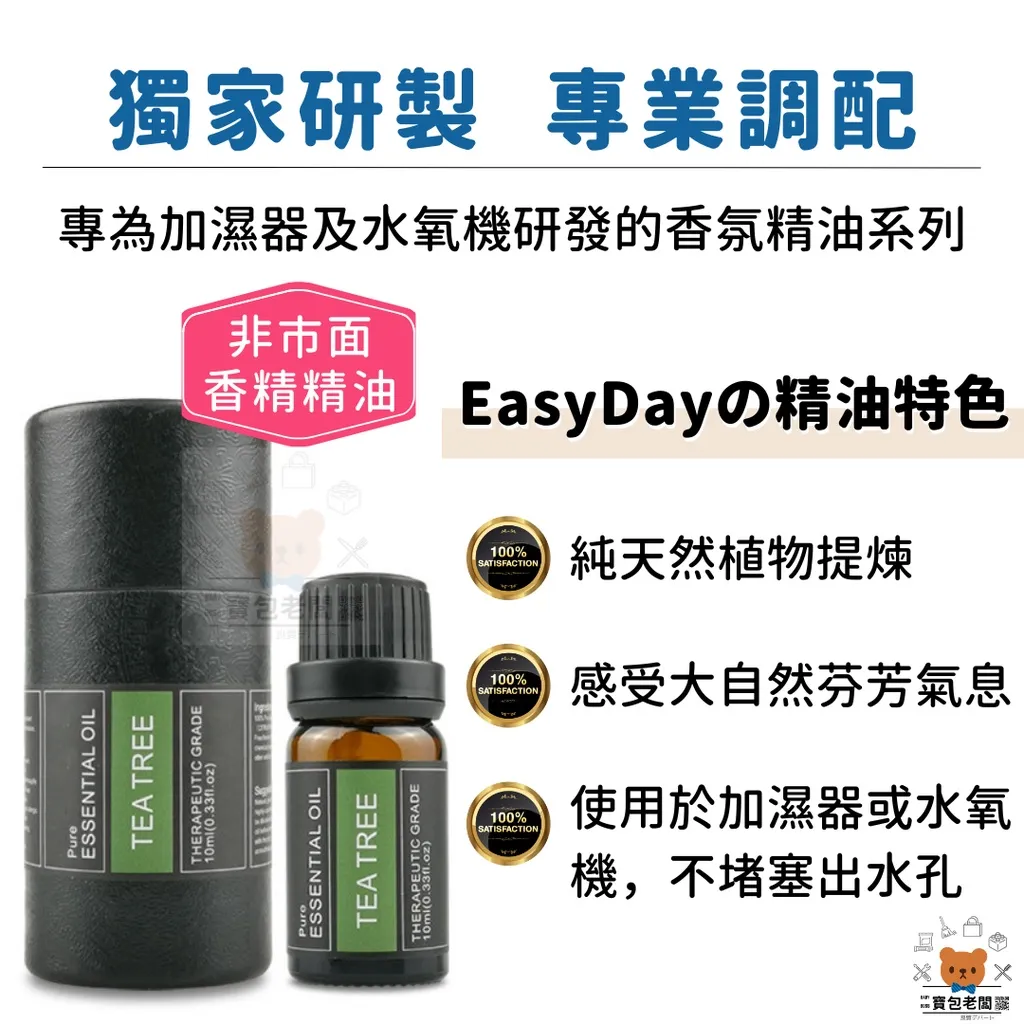 獨家研製 專業調配
專為加濕器及水氧機研發的香氛精油系列
非市面
香精精油
EasyDayの精油特色
100%
SATISFACTION
純天然植物提煉
100%
SATISFACTION
感受大自然芬芳氣息
100%
SATISFACTION
使用於加濕器或水氧
機，不堵塞出水孔
Pure
ESSENTIAL OIL
TEA TREE
THERAPEUTIC GRADE
10ml(0.33fl.oz)
Pure
ESSENTIAL OIL
TEA TREE
THERAPEUTIC GRADE
10ml(0.33fl.oz)
寶包老闆
寶包老闆